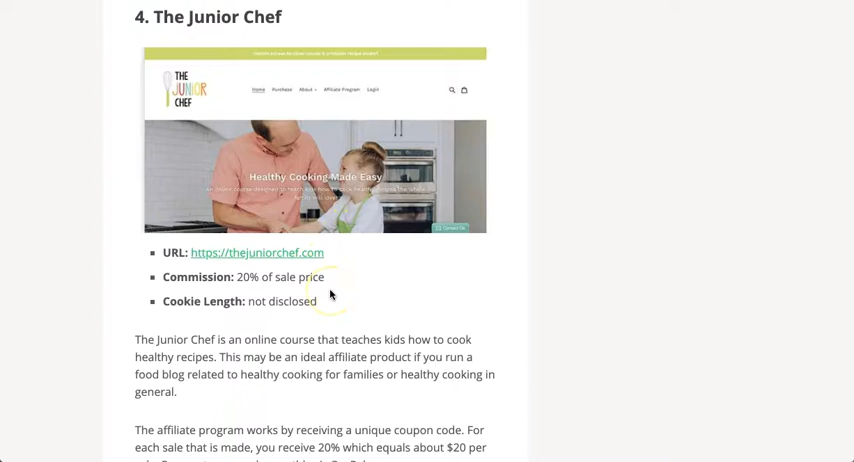 4. The Junior Chef
THE
JUNIOR
CHEF
Home Purchase About Affiliate Program Login
Healthy Cooking Made Easy
Contact Us
URL: https://thejuniorchef.com
Commission: 20% of sale price
Cookie Length: not disclosed
The Junior Chef is an online course that teaches kids how to cook
healthy recipes. This may be an ideal affiliate product if you run a
food blog related to healthy cooking for families or healthy cooking in
general.
The affiliate program works by receiving a unique coupon code. For
each sale that is made, you receive 20% which equals about $20 per